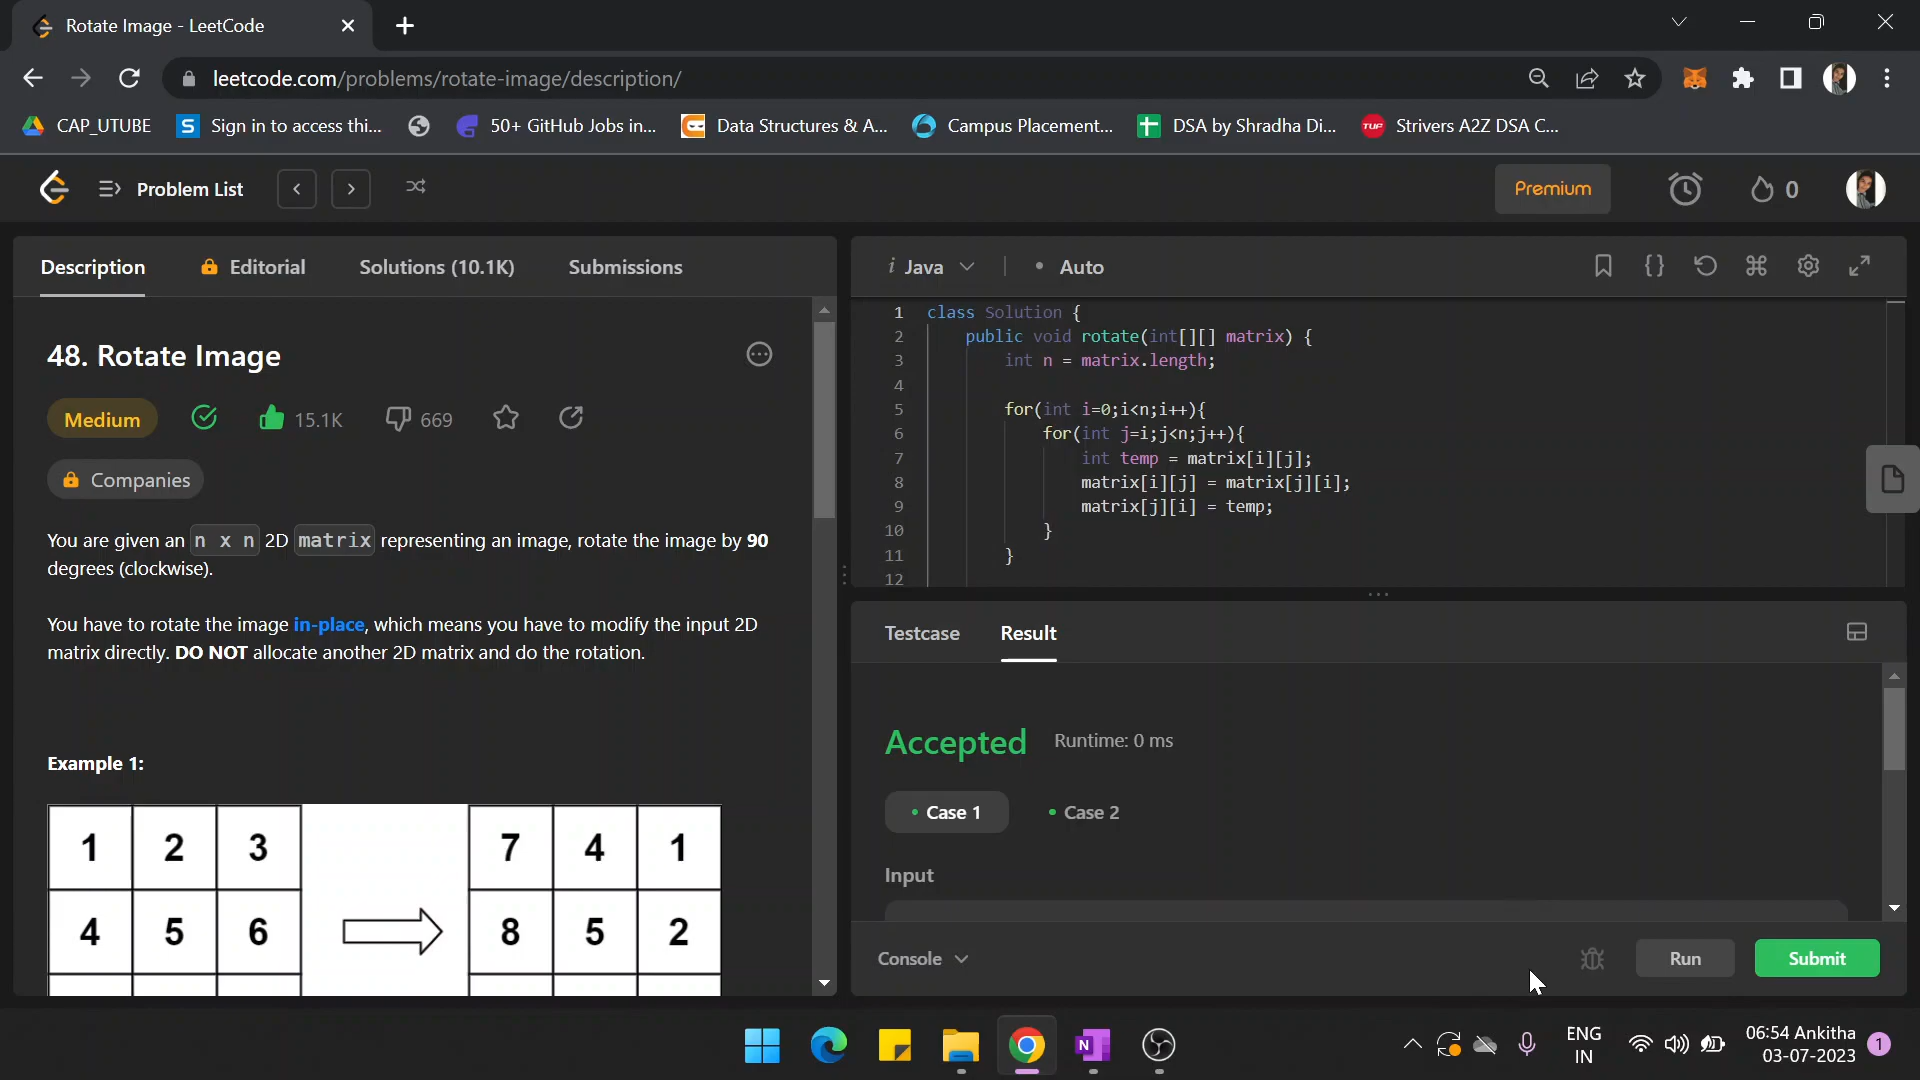 Rotate Image - LeetCode
leetcode.com/problems/rotate-image/description/
CAP_UTUBE
S Sign in to access thi...
50+ GitHub Jobs in...
Data Structures & A...
Campus Placement...
DSA by Shradha Di...
TUF Strivers A2Z DSA C...
Problem List
Premium
0
Description
Editorial
Solutions (10.1K)
Submissions
48. Rotate Image
Medium
15.1K
669
Companies
You are given an n x n 2D matrix representing an image, rotate the image by 90
degrees (clockwise).
You have to rotate the image in-place, which means you have to modify the input 2D
matrix directly. DO NOT allocate another 2D matrix and do the rotation.
Example 1:
1 2 3 7 4 1
4 5 6 8 5 2
i Java
• Auto
1 class Solution {
2 public void rotate(int[][] matrix) {
3 int n = matrix.length;
4
5 for(int i=0;i<n;i++){
6 for(int j=i;j<n;j++){
7 int temp = matrix[i][j];
8 matrix[i][j] = matrix[j][i];
9 matrix[j][i] = temp;
10 }
11 }
12
Testcase
Result
Accepted
Runtime: 0 ms
• Case 1
• Case 2
Input
Console
Run
Submit
N
ENG
IN
06:54 Ankitha
03-07-2023
1